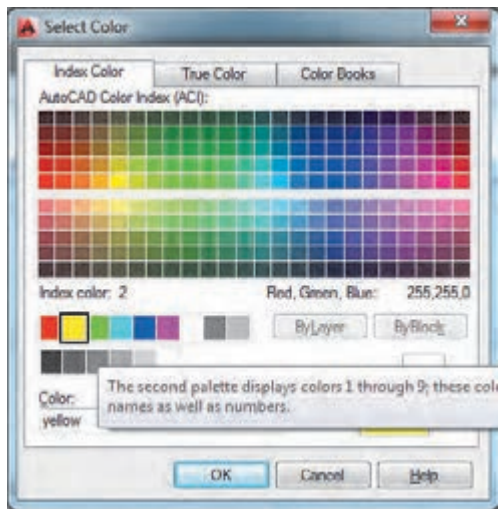 Select Color
Index Color True Color Color Books
AutoCAD Color Index (ACI):
Index color: 2 Red, Green, Blue: 255,255,0
ByLayer ByBlock
The second palette displays colors 1 through 9; these
names as well as numbers.
Color:
yellow
OK Cancel Help